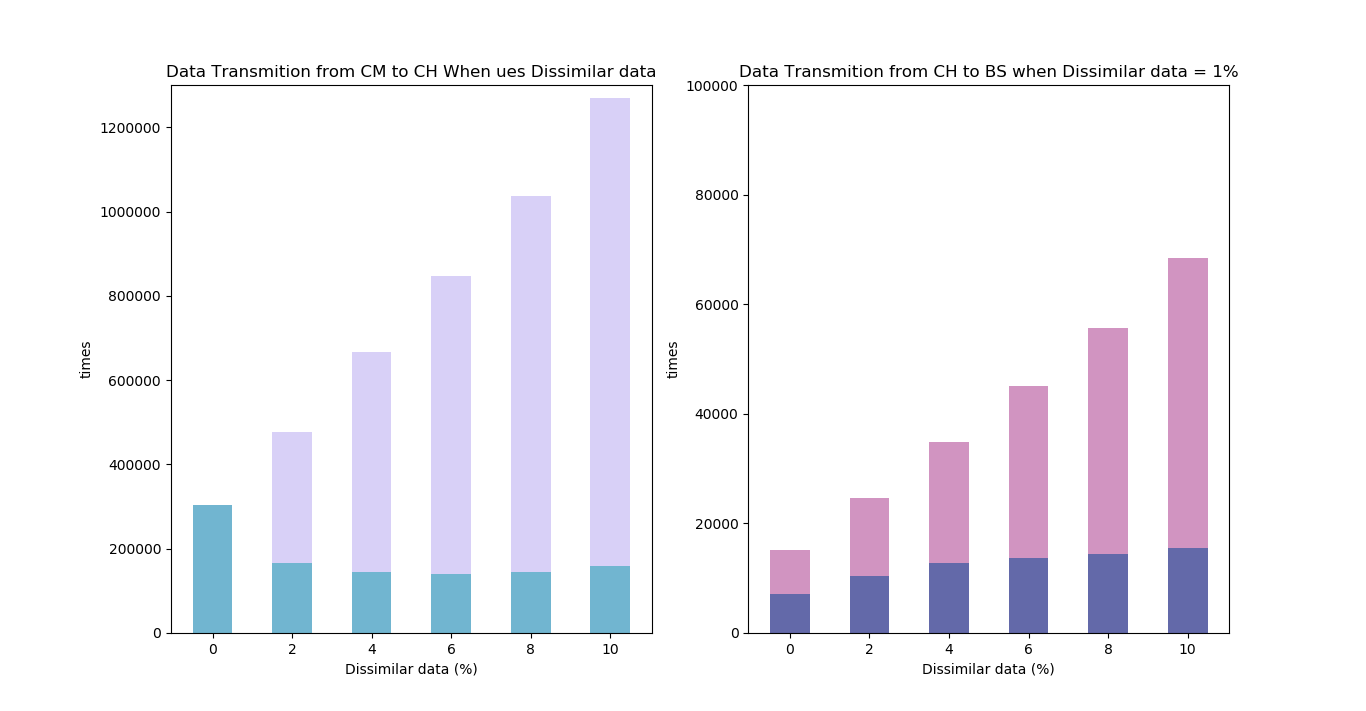 Data Transmition from CM to CH When ues Dissimilar data
1200000
1000000
800000
600000
400000
200000
0
times
0 2 4 6 8 10
Dissimilar data (%)
Data Transmition from CH to BS when Dissimilar data = 1%
100000
80000
60000
40000
20000
0
times
0 2 4 6 8 10
Dissimilar data (%)